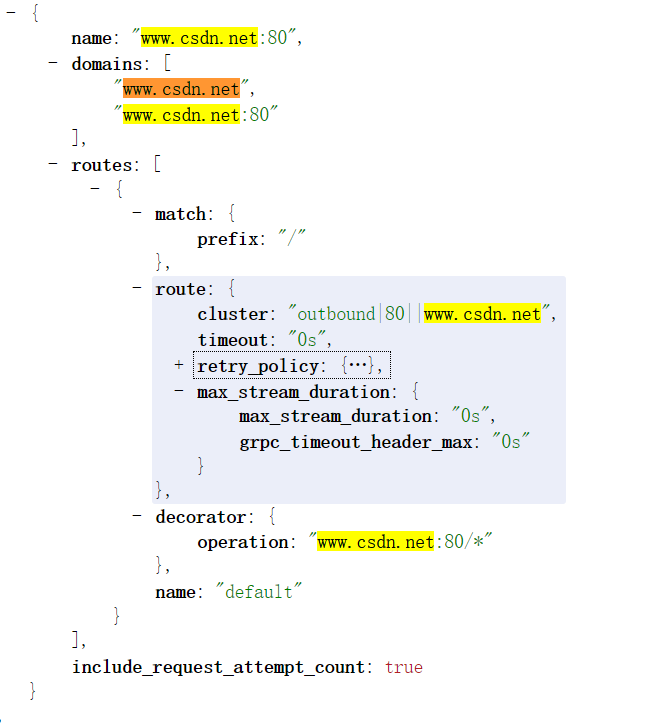 - {
name: "www.csdn.net:80",
- domains: [
"www.csdn.net",
"www.csdn.net:80"
],
- routes: [
- {
- match: {
prefix: "/"
},
- route: {
cluster: "outbound|80||www.csdn.net",
timeout: "0s",
+ retry_policy: {…},
- max_stream_duration: {
max_stream_duration: "0s",
grpc_timeout_header_max: "0s"
}
},
- decorator: {
operation: "www.csdn.net:80/*"
},
name: "default"
}
],
include_request_attempt_count: true
}